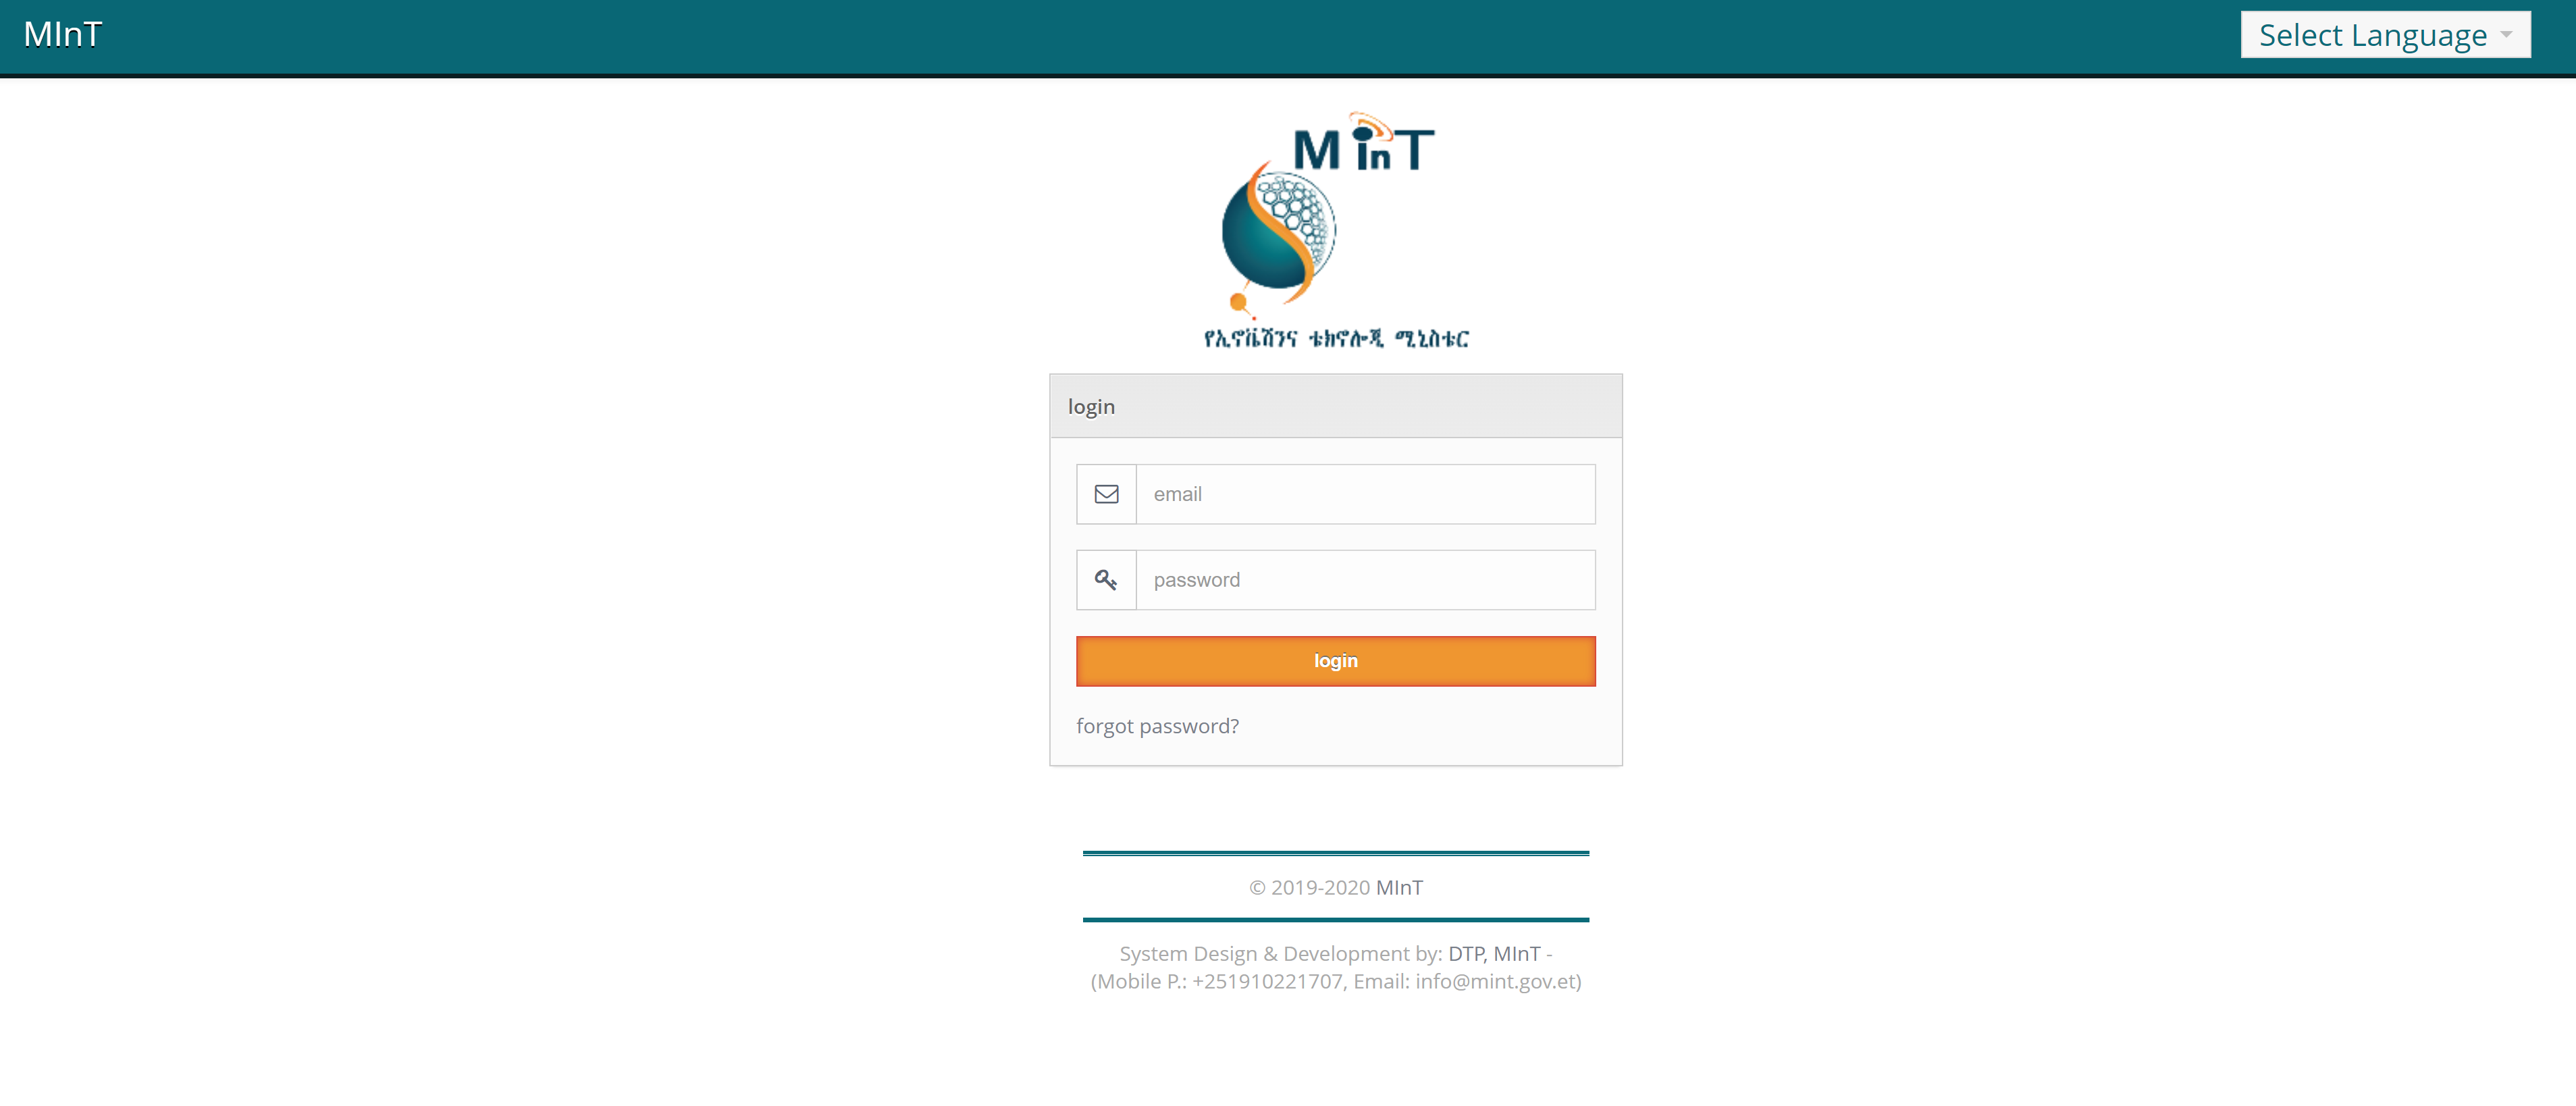 MInT
Select Language
MinT
የኢኖቬሽንና ቴክኖሎጂ ሚኒስቴር
login
email
password
login
forgot password?
© 2019-2020 MInT
System Design & Development by: DTP, MInT -
(Mobile P.: +251910221707, Email: info@mint.gov.et)